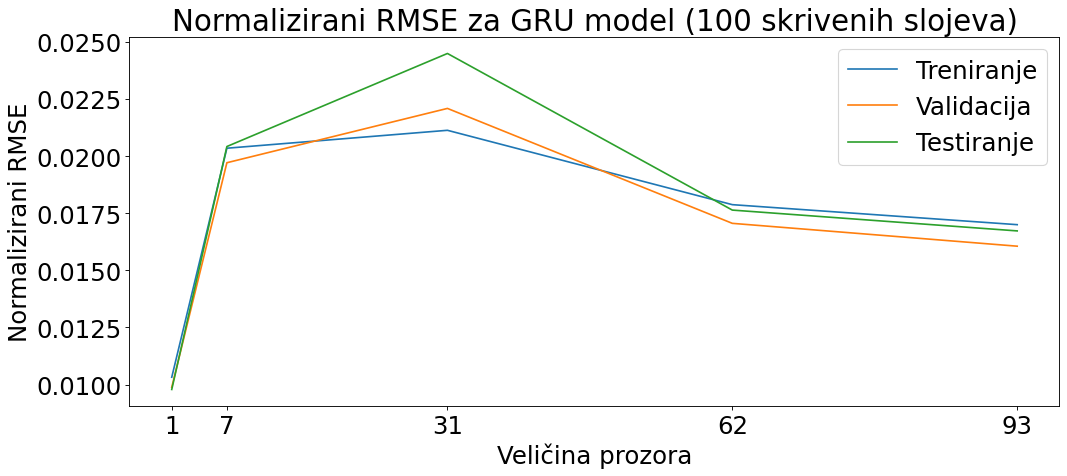 Normalizirani RMSE za GRU model (100 skrivenih slojeva)
Normalizirani RMSE
0.0250
0.0225
0.0200
0.0175
0.0150
0.0125
0.0100
Treniranje
Validacija
Testiranje
1 7 31 62 93
Veličina prozora